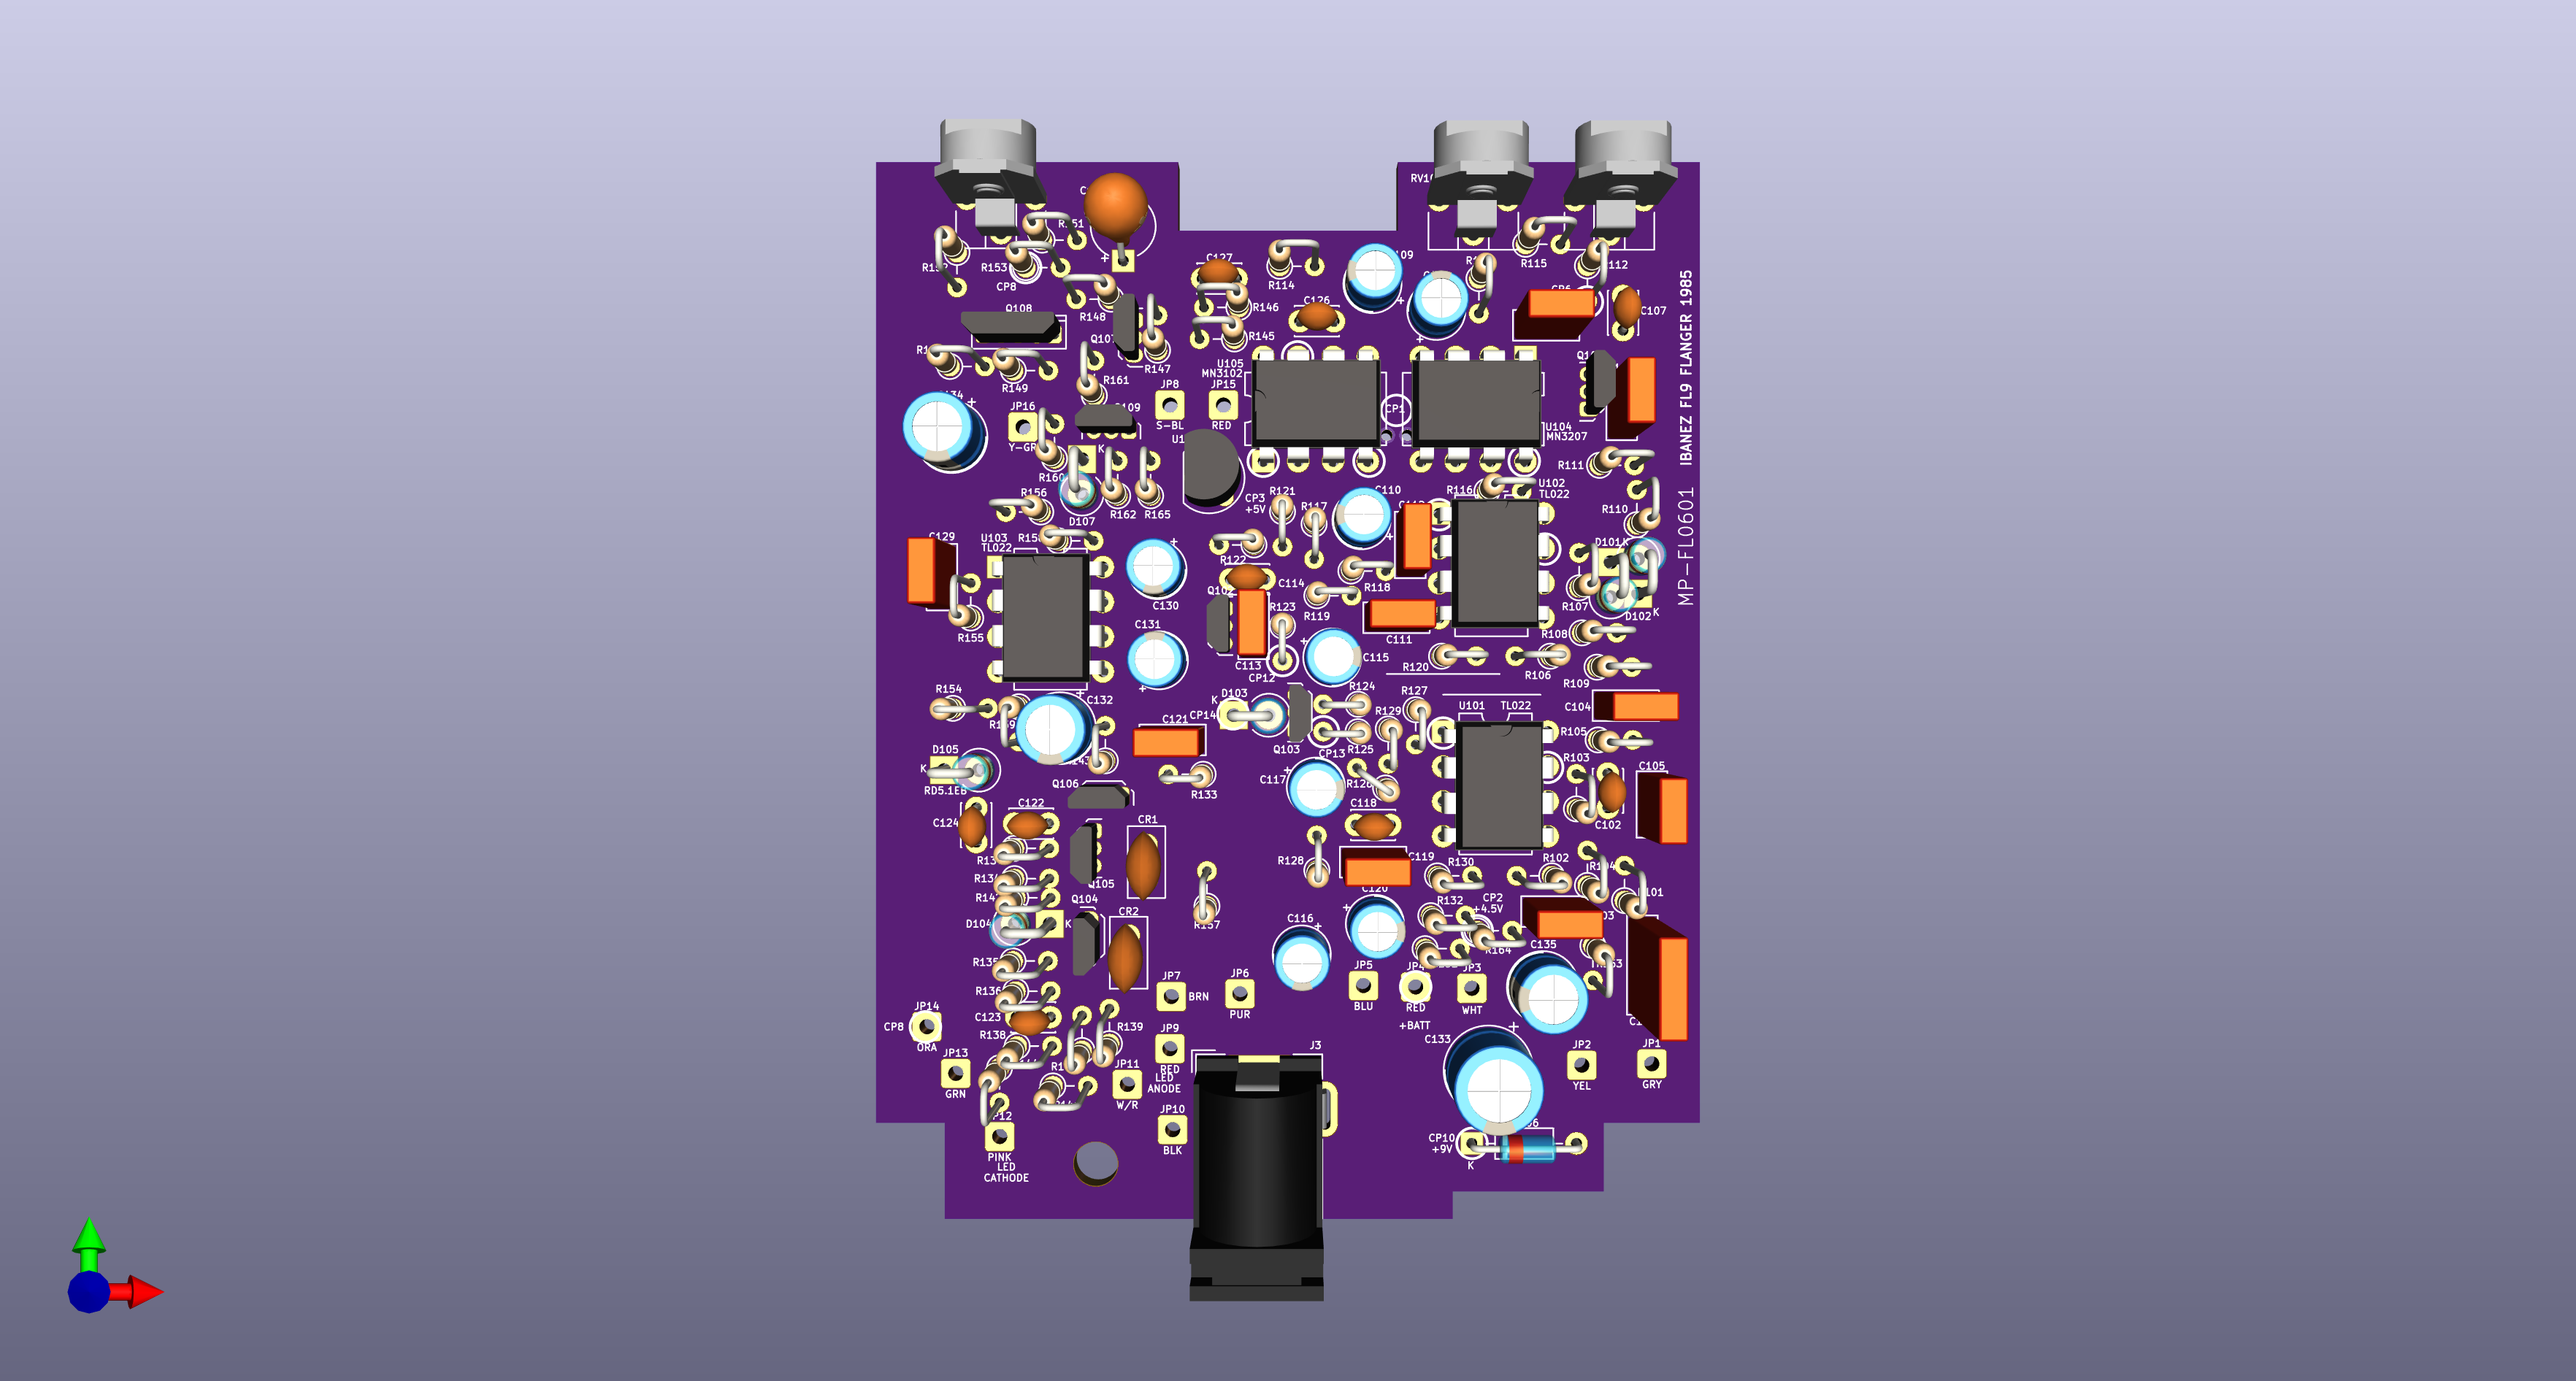 C127
R114
R115
R153
CP8
R148
Q108
R146
R145
C126
C107
Q107
R147
R149
R161
U105
MN3102
JP8
S-BL
JP15
RED
JP16
Y-GR
K
CP1
U104
MN3207
IBANEZ FL9 FLANGER 1985
MP-FL0601
R111
R160
R156
D107
R162
R165
CP3
+5V
R121
R117
C110
R116
U102
TL022
R110
C129
U103
TL022
R155
C130
C131
R122
C114
Q102
R123
R118
R119
C111
C113
CP12
C115
R120
R106
D101
K
R107
D102
K
R108
R109
R154
C132
C121
K
D103
CP14
Q103
R124
R127
R129
CP13
R125
U101
TL022
C104
R105
R103
C105
C102
D105
K
RD5.1EB
Q106
R133
C117
C118
C124
C122
CR1
Q105
R128
C119
R130
R102
Q104
CR2
D104
K
R157
C116
C120
R132
CP2
+4.5V
R164
C135
R135
R136
C123
R138
R139
JP7
BRN
JP6
PUR
JP5
BLU
JP4
RED
+BATT
JP3
WHT
JP14
CP8
ORA
JP13
GRN
JP9
RED
LED
ANODE
JP11
W/R
JP10
BLK
J3
C133
JP2
YEL
JP1
GRY
PINK
LED
CATHODE
CP10
+9V
K